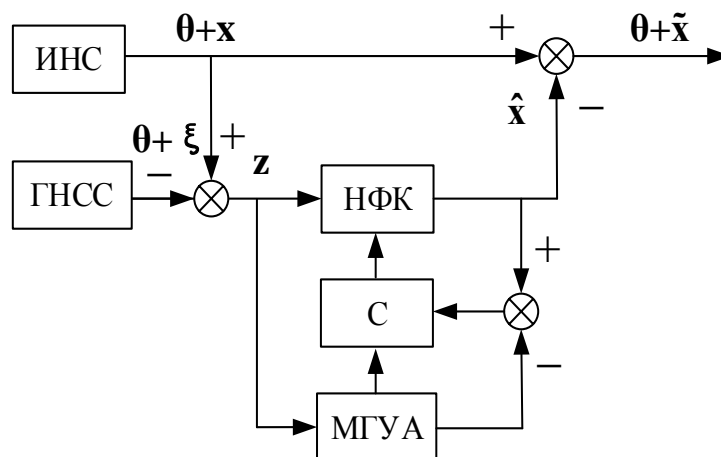 θ+x
+
θ+x̃
ИНС
x̂
−
θ+ ξ
+
−
z
ГНСС
НФК
+
С
−
МГУА